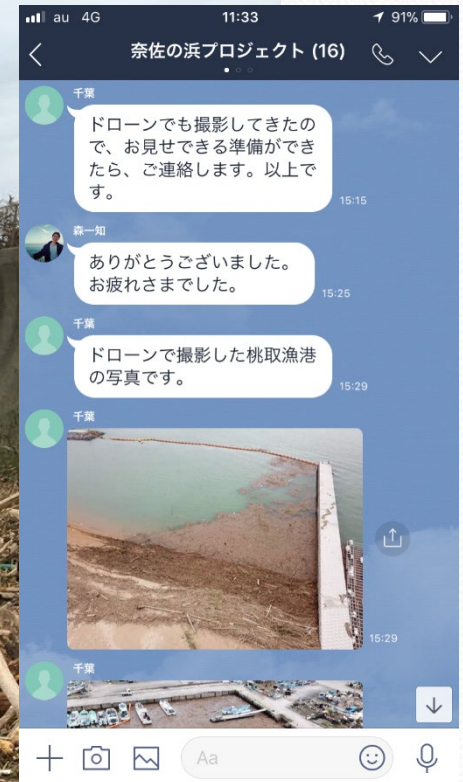 au 4G 11:33 91%
奈佐の浜プロジェクト (16)
千葉
ドローンでも撮影してきたの
で、お見せできる準備ができ
たら、ご連絡します。以上で
す。
15:15
森一知
ありがとうございました。
お疲れさまでした。
15:25
千葉
ドローンで撮影した桃取漁港
の写真です。
15:29
千葉
15:29
千葉
Aa